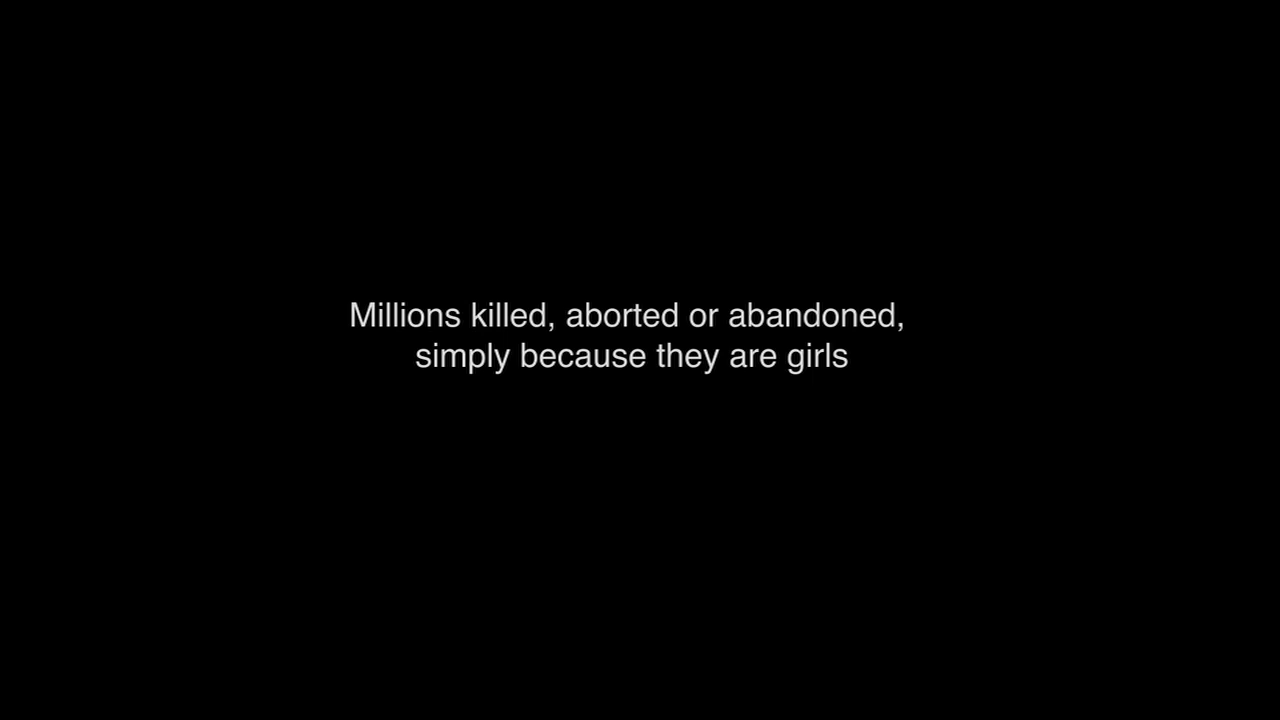 Millions killed, aborted or abandoned,
simply because they are girls